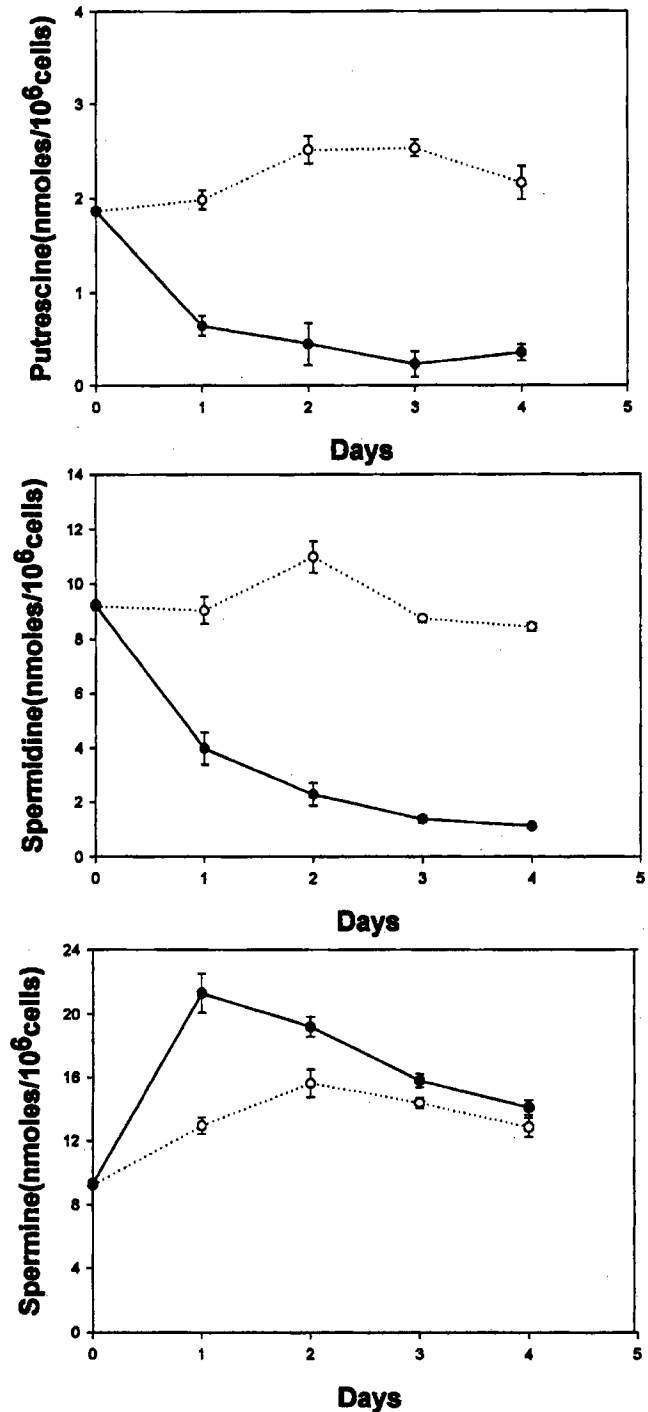 Putrescine(nmoles/10⁶cells)
4
3
2
1
0
0 1 2 3 4 5
Days
Spermidine(nmoles/10⁶cells)
14
12
10
8
6
4
2
0
0 1 2 3 4 5
Days
Spermine(nmoles/10⁶cells)
24
20
16
12
8
4
0
0 1 2 3 4 5
Days